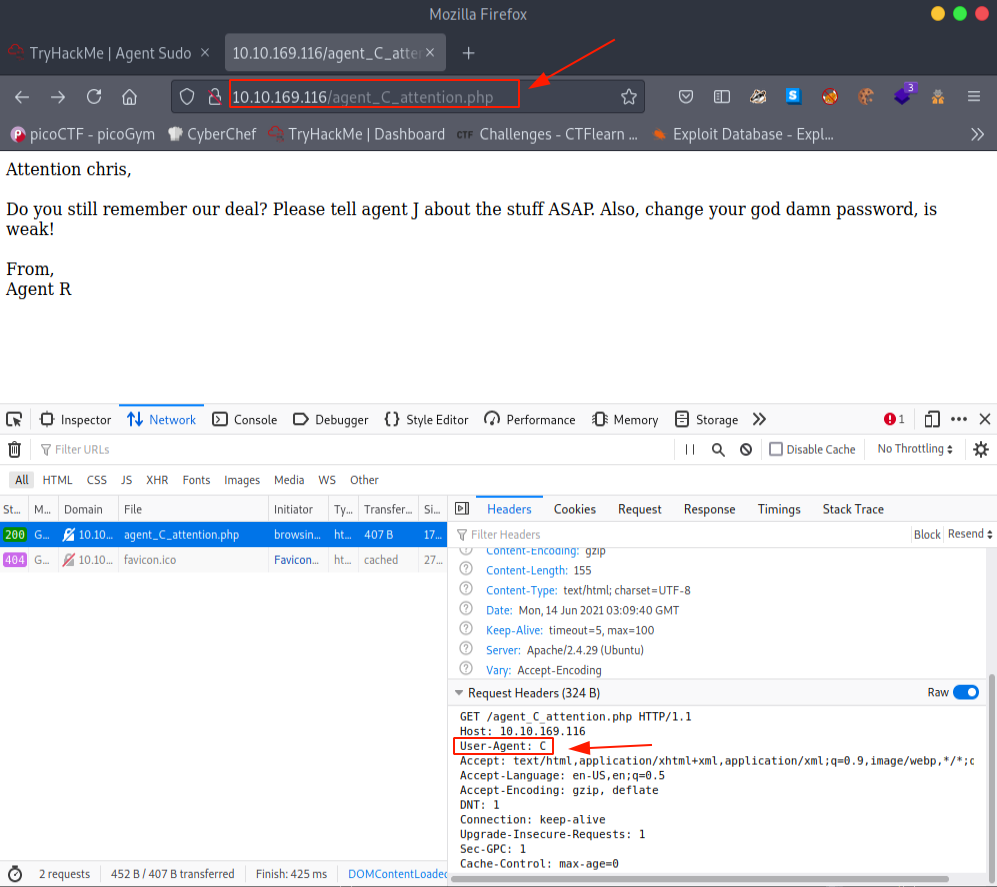 Mozilla Firefox
TryHackMe | Agent Sudo
10.10.169.116/agent_C_atte
10.10.169.116/agent_C_attention.php
3
picoCTF - picoGym
CyberChef
TryHackMe | Dashboard
CTF
Challenges - CTFlearn ...
Exploit Database - Expl...
Attention chris,
Do you still remember our deal? Please tell agent J about the stuff ASAP. Also, change your god damn password, is
weak!
From,
Agent R
Inspector
Network
Console
Debugger
Style Editor
Performance
Memory
Storage
1
Filter URLs
Disable Cache
No Throttling
All HTML CSS JS XHR Fonts Images Media WS Other
St... M... Domain File Initiator Ty... Transfer... Si...
200 G... 10.10... agent_C_attention.php browsin... ht... 407 B 17...
404 G... 10.10... favicon.ico Favicon... ht... cached 27...
Headers Cookies Request Response Timings Stack Trace
Filter Headers
Block
Resend
Content-Encoding: gzip
Content-Length: 155
Content-Type: text/html; charset=UTF-8
Date: Mon, 14 Jun 2021 03:09:40 GMT
Keep-Alive: timeout=5, max=100
Server: Apache/2.4.29 (Ubuntu)
Vary: Accept-Encoding
Request Headers (324 B)
Raw
GET /agent_C_attention.php HTTP/1.1
Host: 10.10.169.116
User-Agent: C
Accept: text/html,application/xhtml+xml,application/xml;q=0.9,image/webp,*/*;q
Accept-Language: en-US,en;q=0.5
Accept-Encoding: gzip, deflate
DNT: 1
Connection: keep-alive
Upgrade-Insecure-Requests: 1
Sec-GPC: 1
Cache-Control: max-age=0
2 requests
452 B / 407 B transferred
Finish: 425 ms
DOMContentLoaded